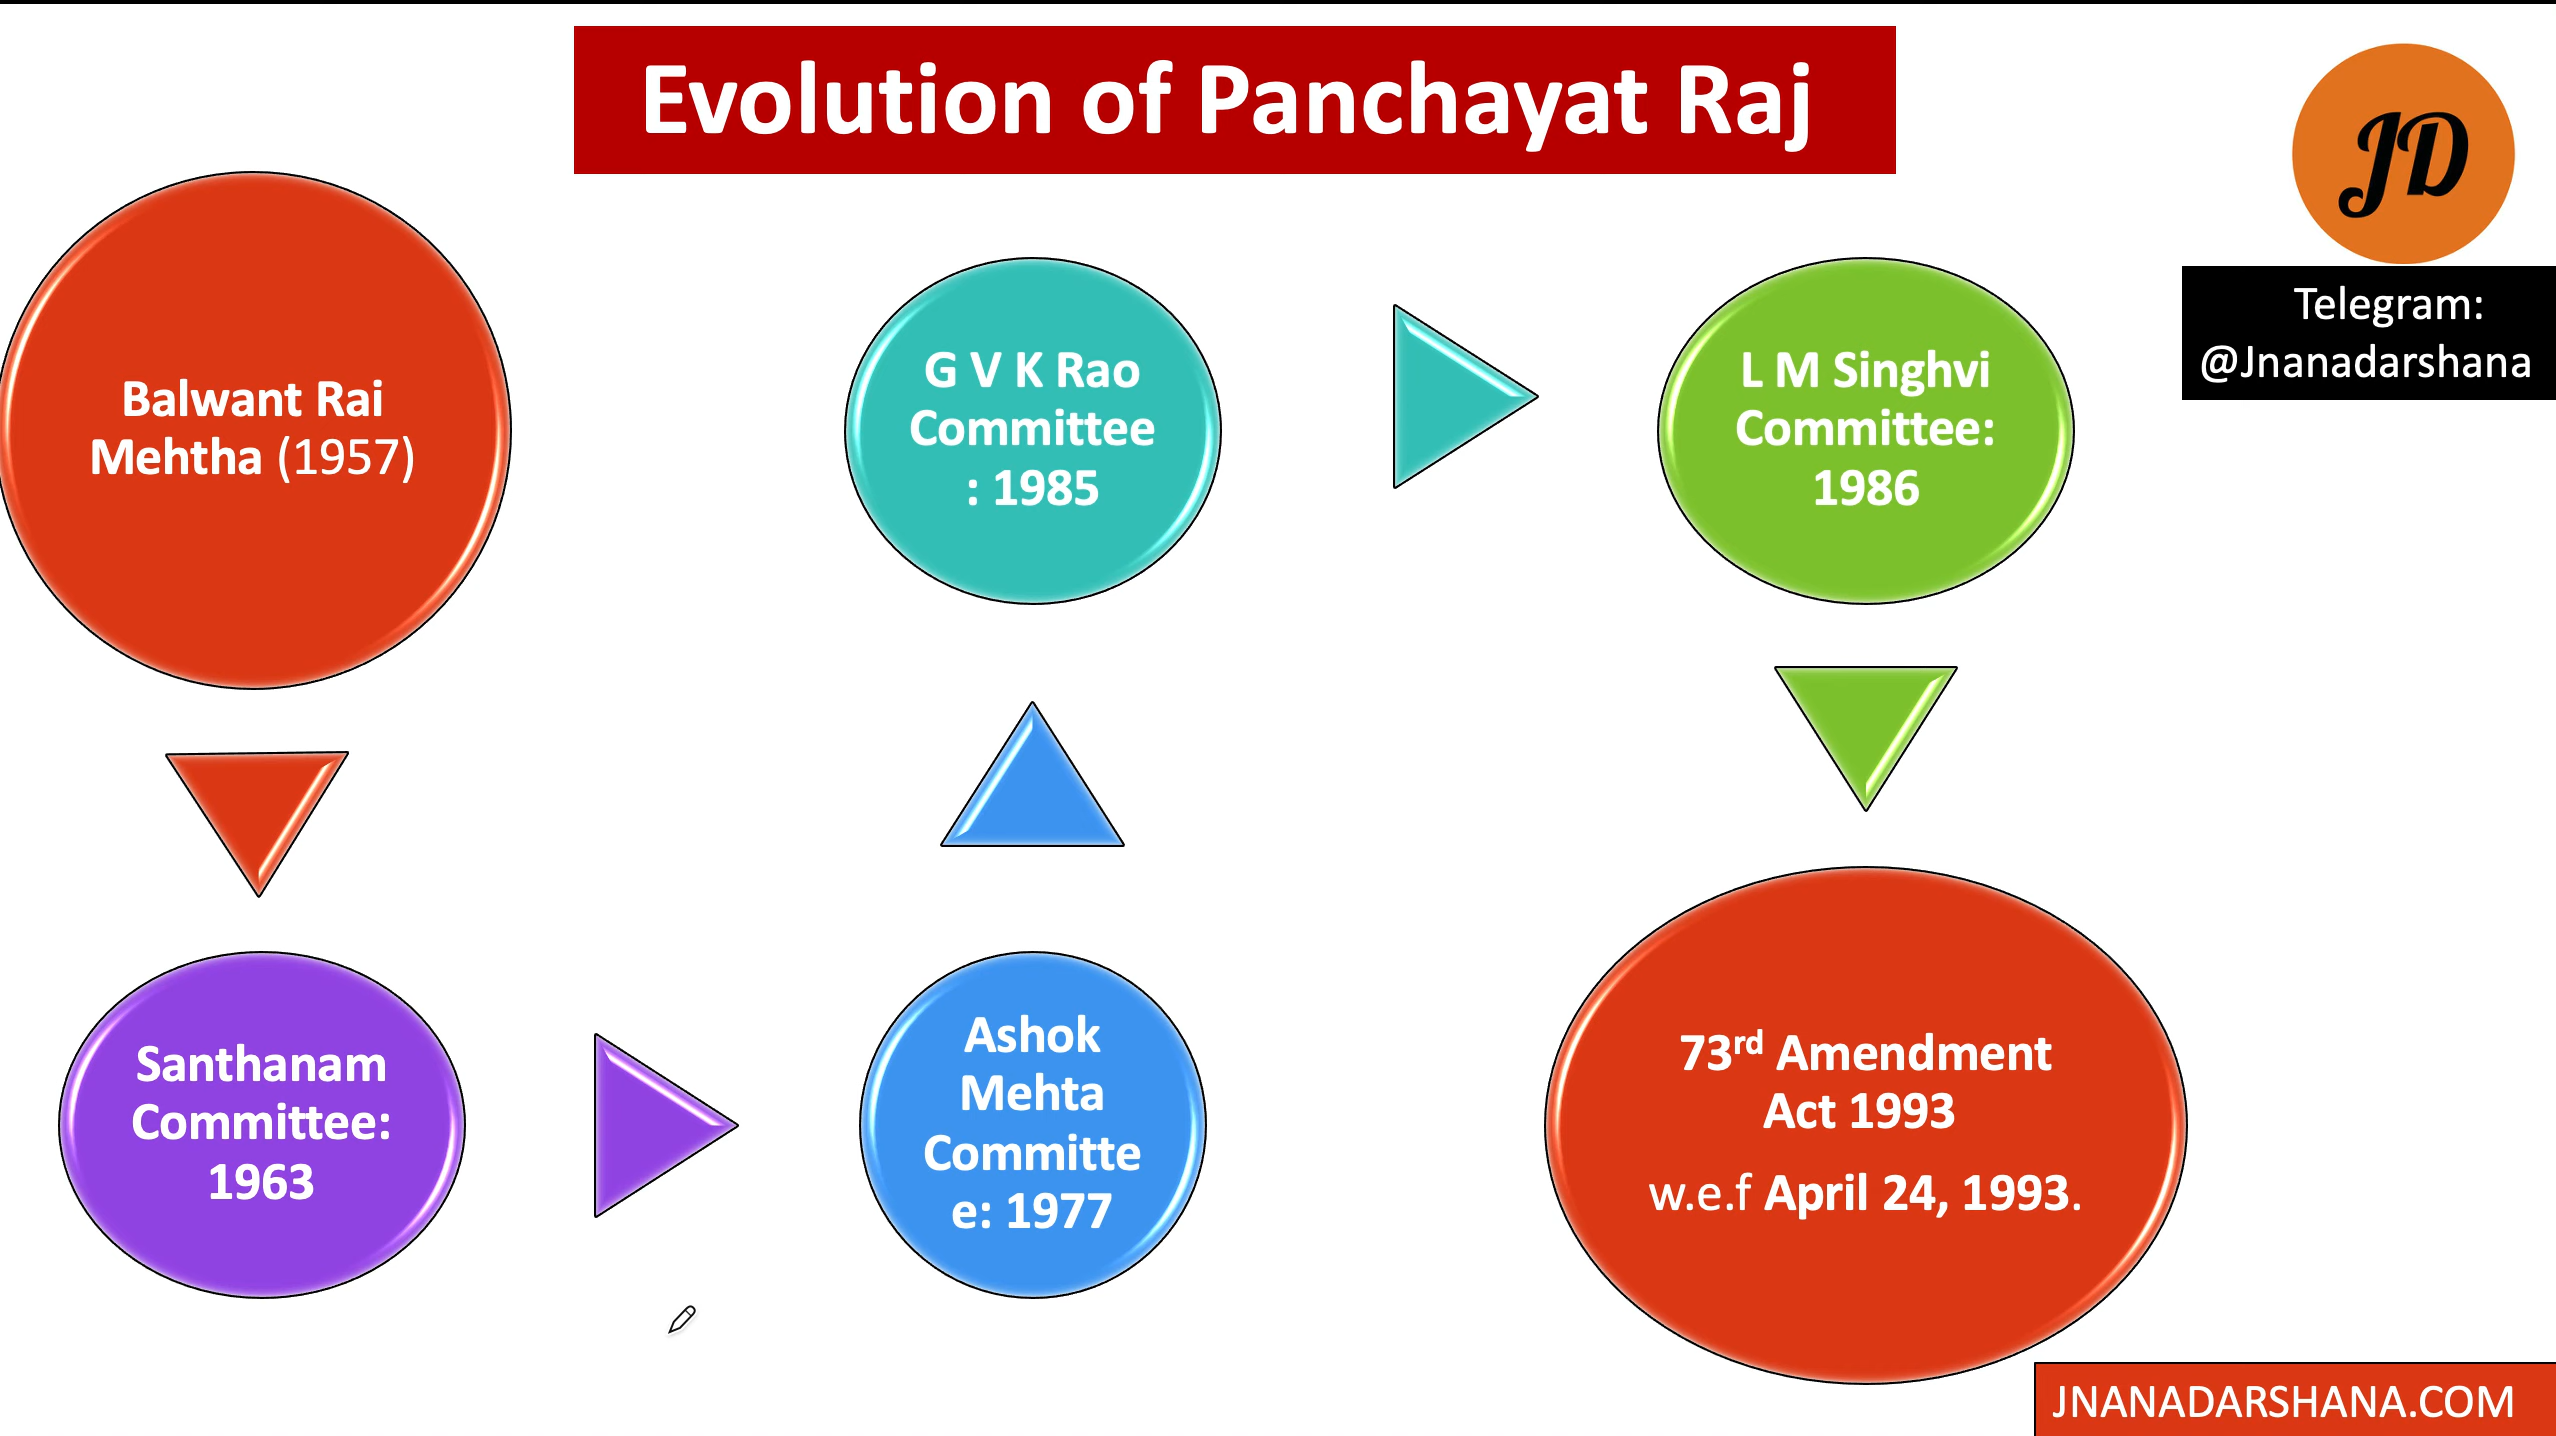 Evolution of Panchayat Raj
JD
Telegram:
@Jnanadarshana
Balwant Rai
Mehtha (1957)
Santhanam
Committee:
1963
Ashok
Mehta
Committe
e: 1977
G V K Rao
Committee
: 1985
L M Singhvi
Committee:
1986
73rd Amendment
Act 1993
w.e.f April 24, 1993.
JNANADARSHANA.COM